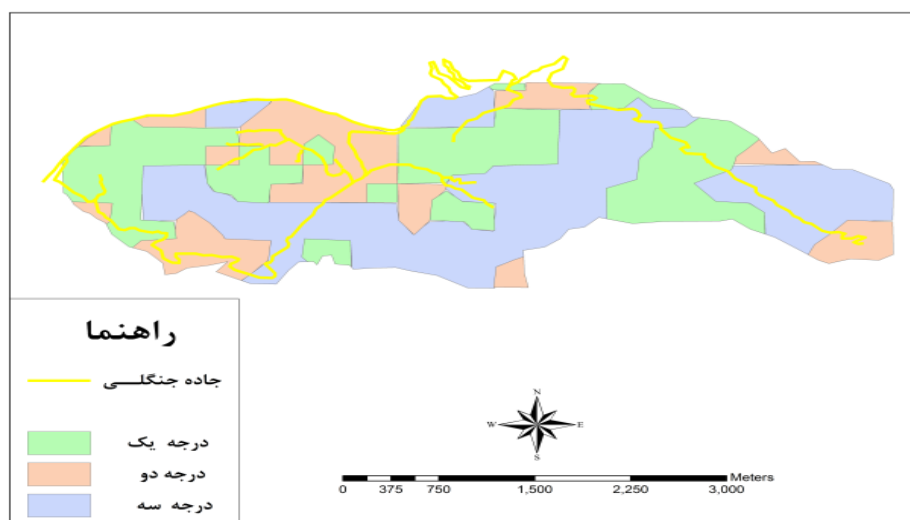 راهنما
جاده جنگلـــی
درجه یک
درجه دو
درجه سه
N
W E
S
Meters
0 375 750 1,500 2,250 3,000